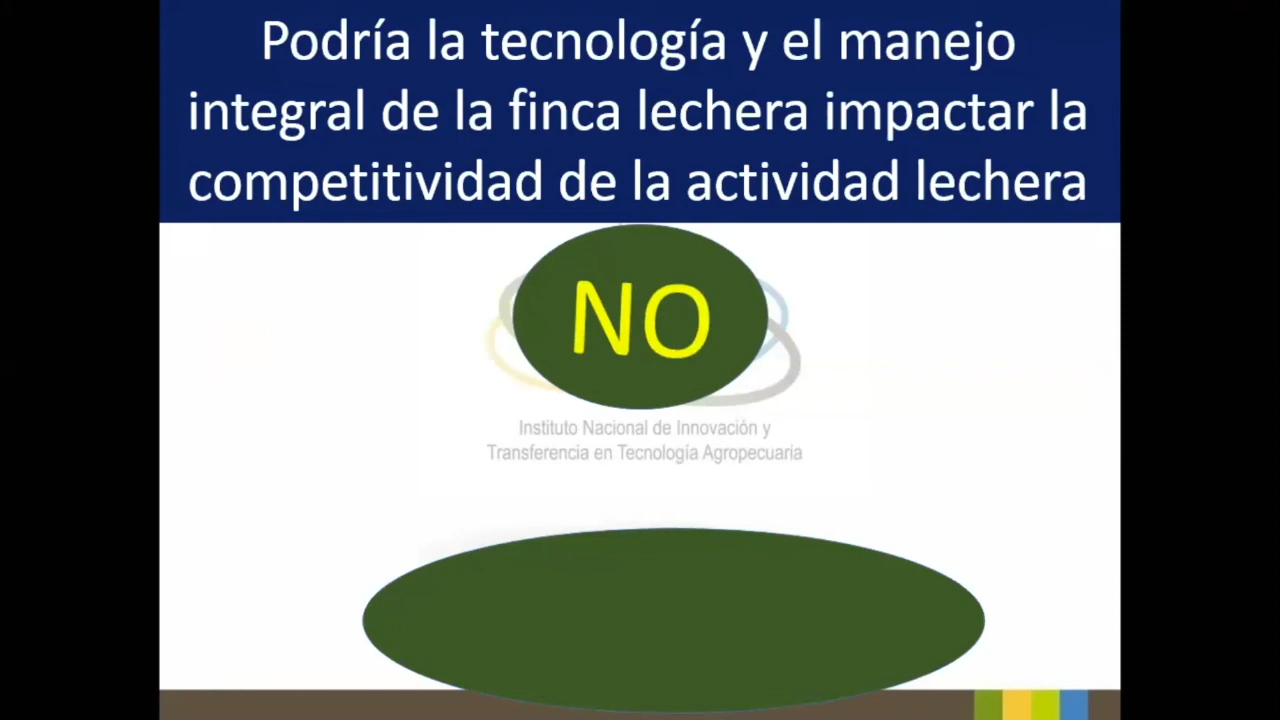 Podría la tecnología y el manejo
integral de la finca lechera impactar la
competitividad de la actividad lechera
NO
Instituto Nacional de Innovación y
Transferencia en Tecnología Agropecuaria